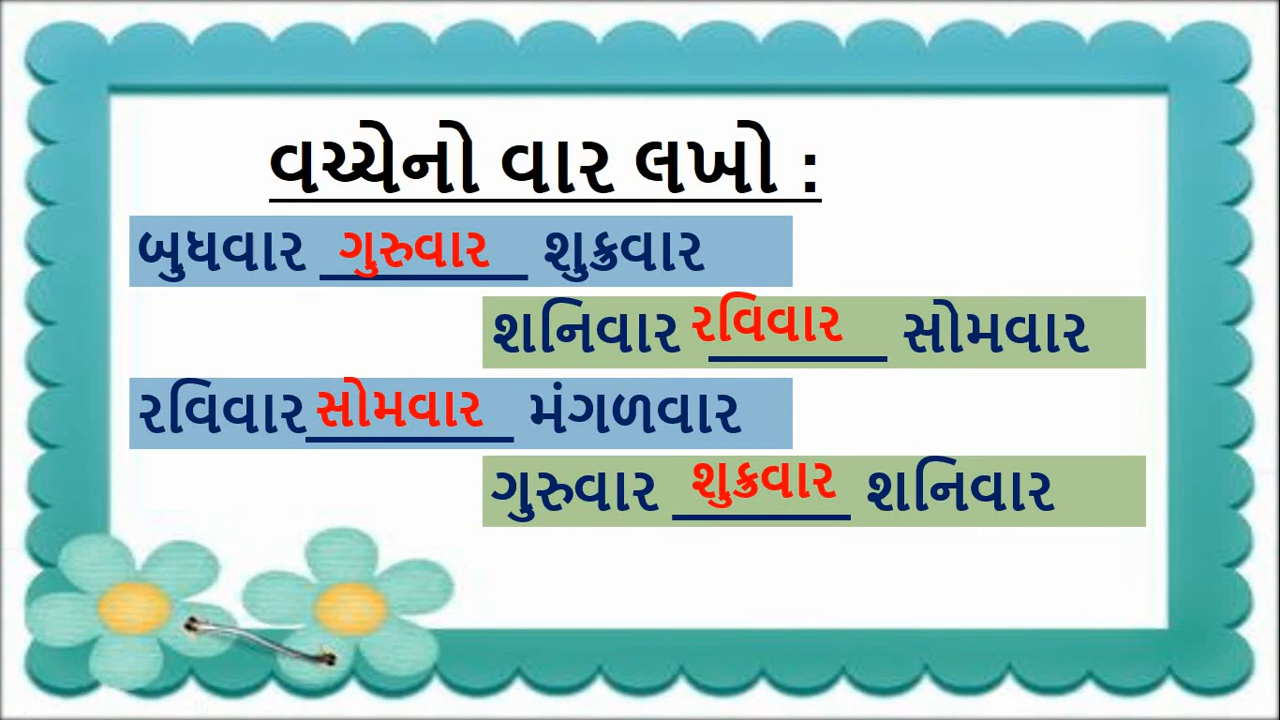 વચ્ચેનો વાર લખો :
બુધવાર ગુરુવાર શુક્રવાર
શનિવાર રવિવાર સોમવાર
રવિવાર સોમવાર મંગળવાર
ગુરુવાર શુક્રવાર શનિવાર